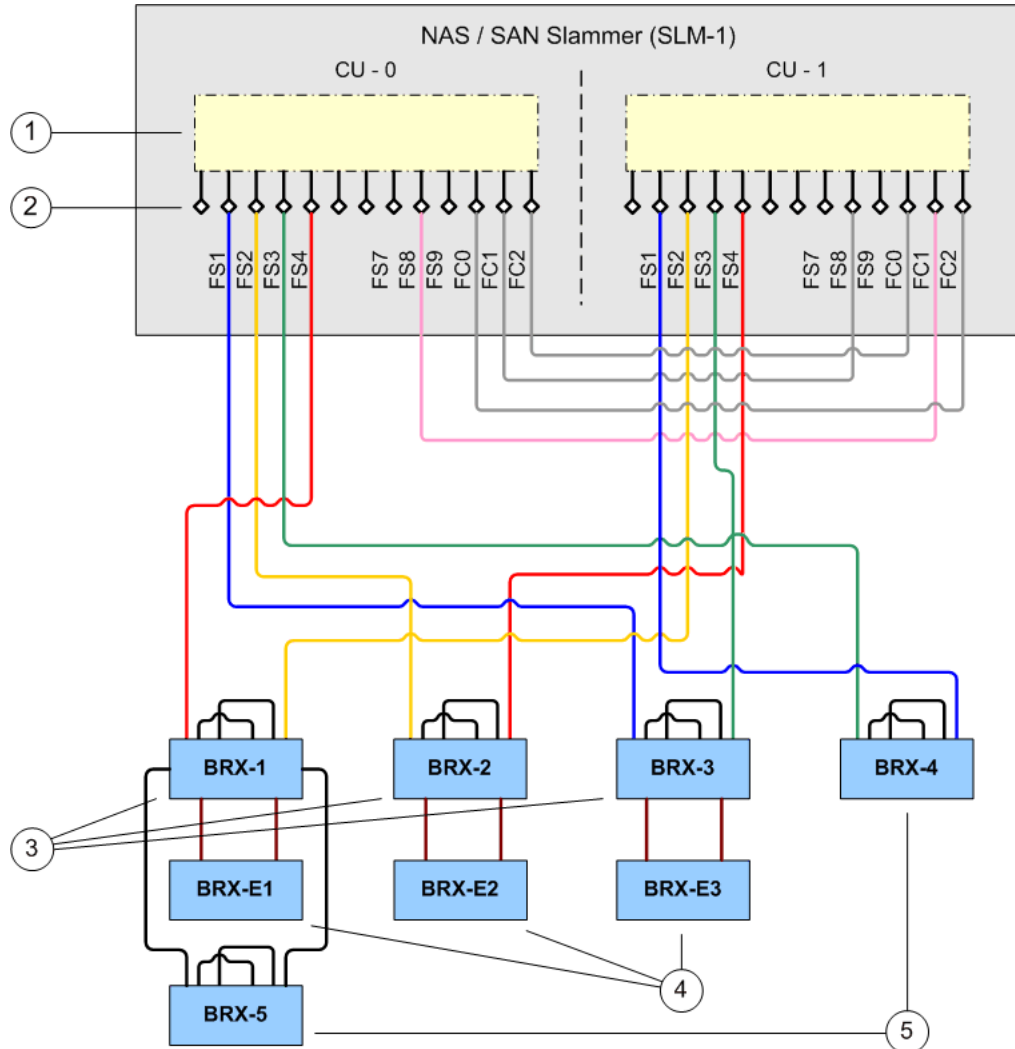 NAS / SAN Slammer (SLM-1)
CU - 0
CU - 1
1
2
FS1
FS2
FS3
FS4
FS7
FS8
FS9
FC0
FC1
FC2
FS1
FS2
FS3
FS4
FS7
FS8
FS9
FC0
FC1
FC2
BRX-1
BRX-2
BRX-3
BRX-4
3
BRX-E1
BRX-E2
BRX-E3
4
BRX-5
5